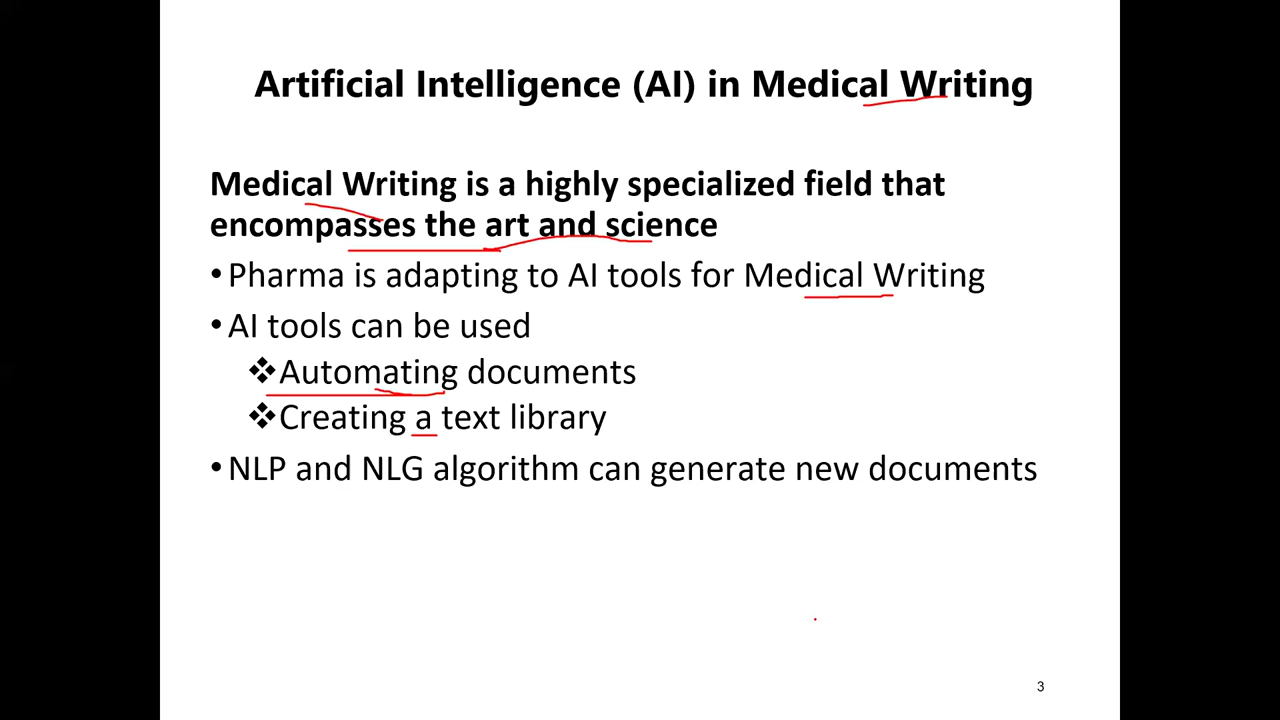 Artificial Intelligence (AI) in Medical Writing
Medical Writing is a highly specialized field that
encompasses the art and science
•Pharma is adapting to AI tools for Medical Writing
•AI tools can be used
❖Automating documents
❖Creating a text library
•NLP and NLG algorithm can generate new documents
3